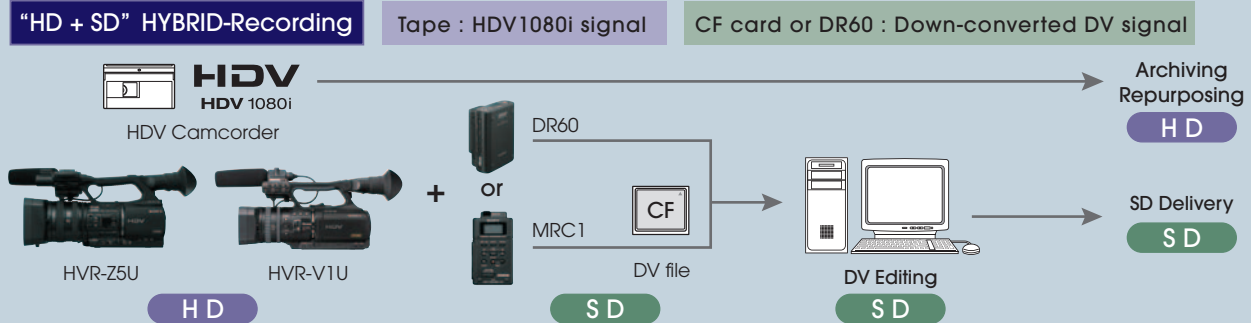 “HD + SD” HYBRID-Recording
Tape : HDV1080i signal
CF card or DR60 : Down-converted DV signal
HDV
HDV 1080i
HDV Camcorder
Archiving
Repurposing
HD
DR60
+
or
CF
MRC1
DV file
HVR-Z5U
HVR-V1U
HD
SD
DV Editing
SD
SD Delivery
SD